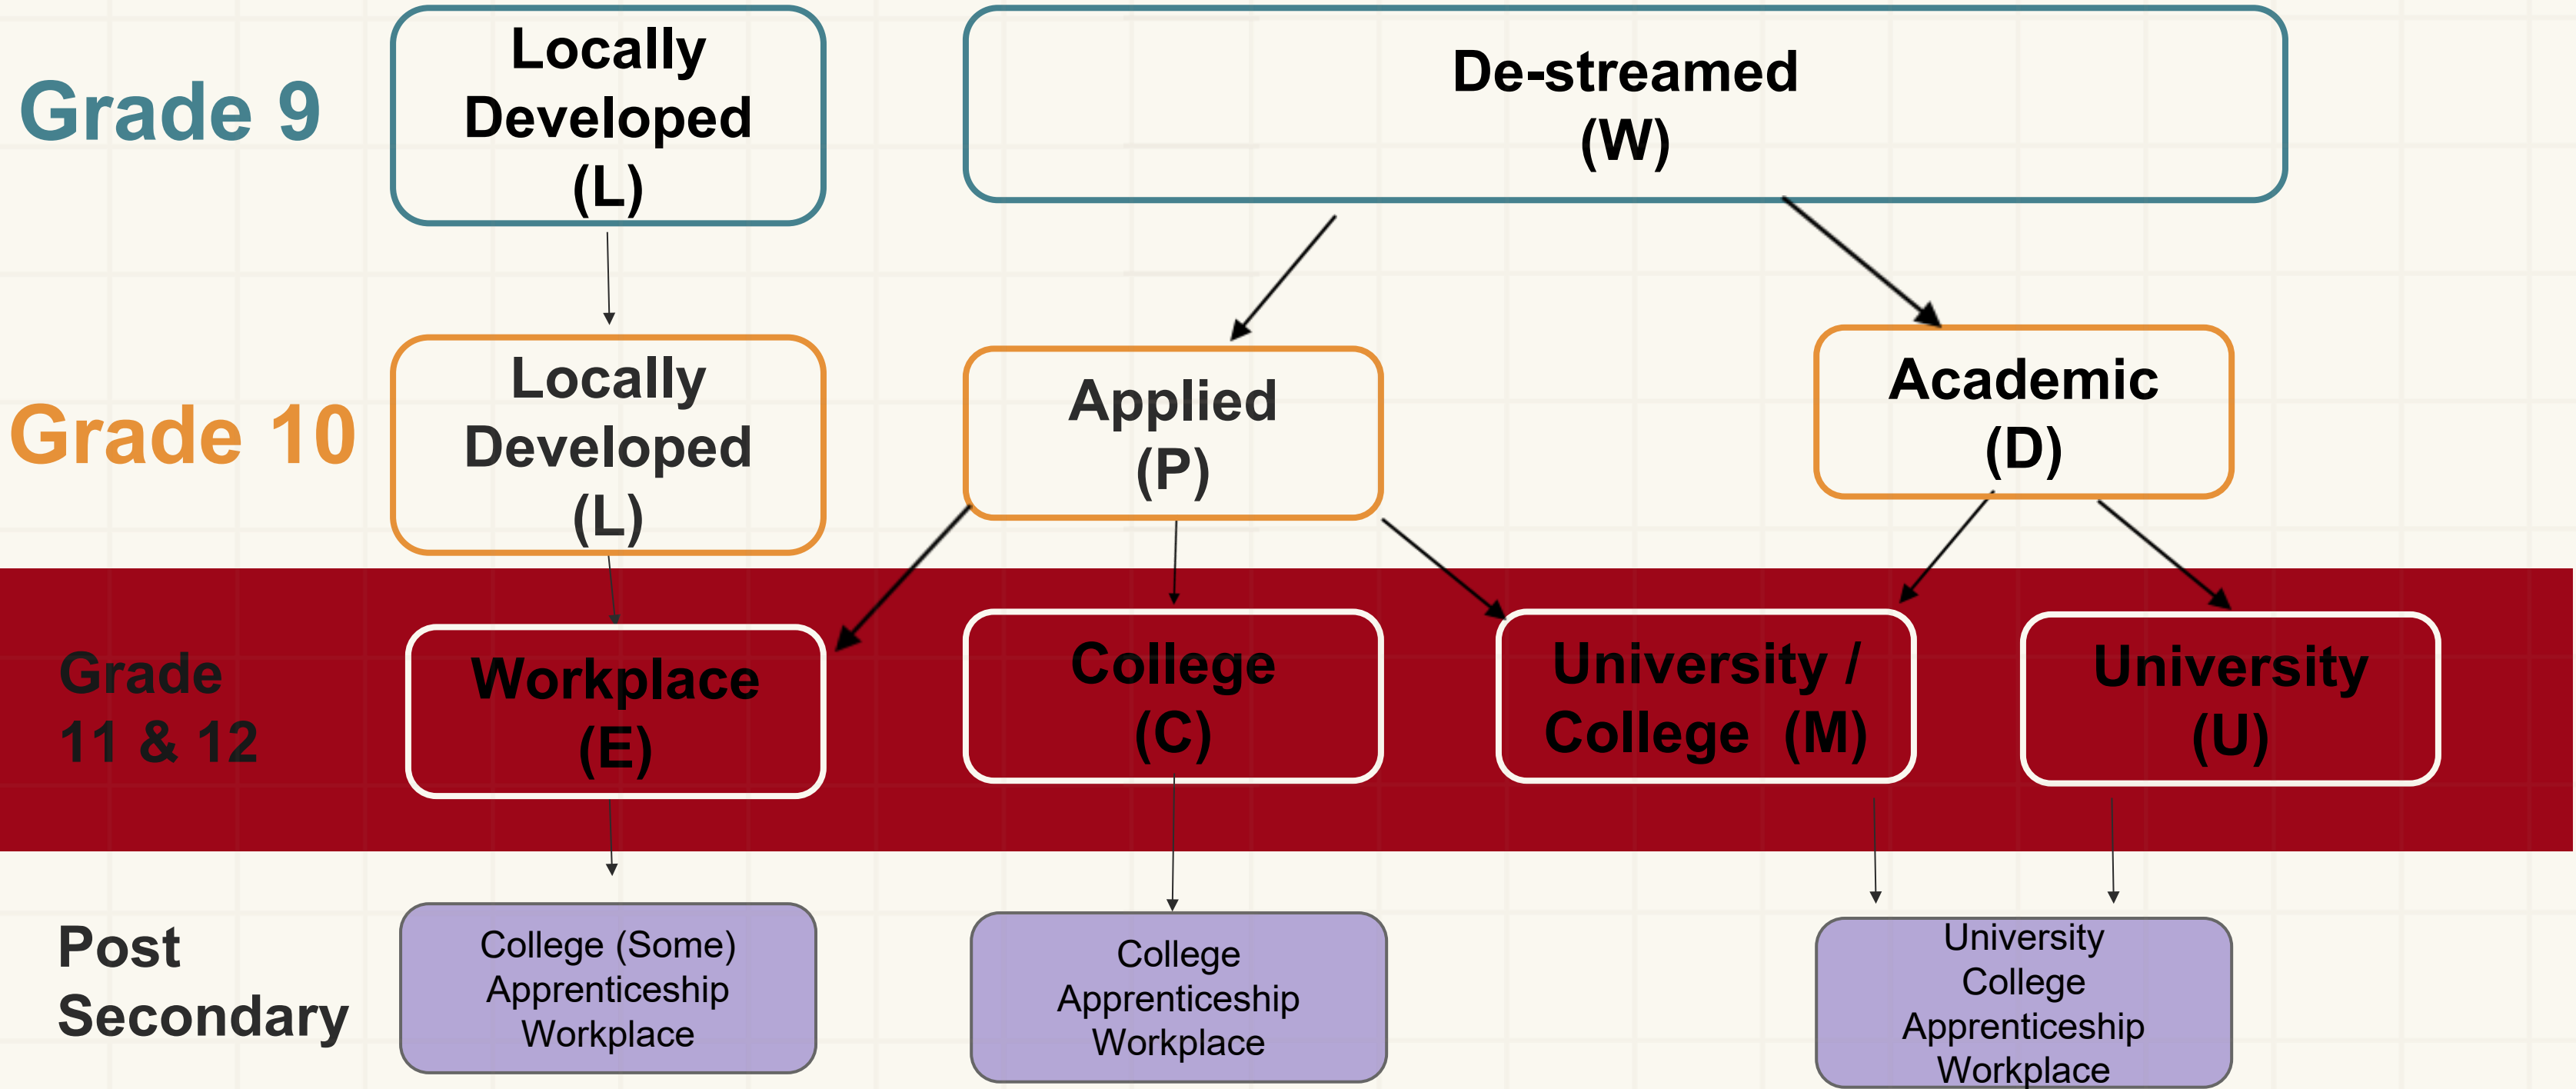 Grade 9
Locally
Developed
(L)
De-streamed
(W)
Grade 10
Locally
Developed
(L)
Applied
(P)
Academic
(D)
Grade
11 & 12
Workplace
(E)
College
(C)
University /
College (M)
University
(U)
Post
Secondary
College (Some)
Apprenticeship
Workplace
College
Apprenticeship
Workplace
University
College
Apprenticeship
Workplace